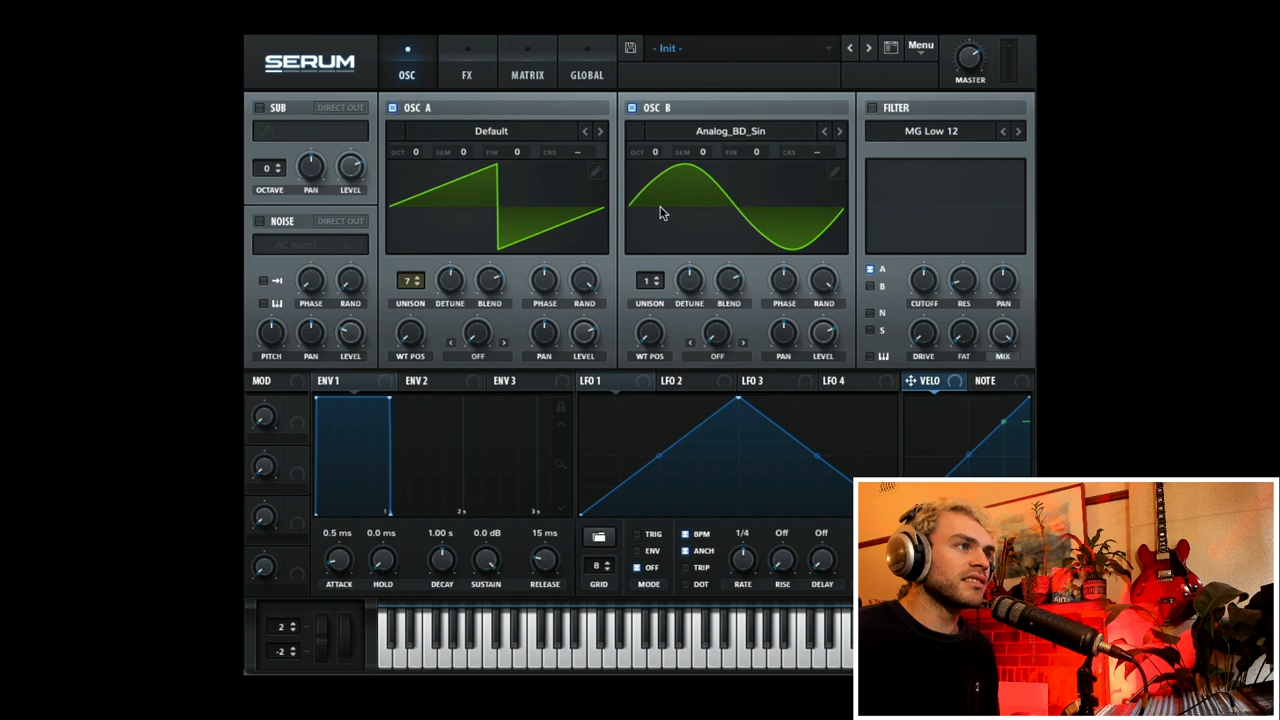 SERUM
OSC FX MATRIX GLOBAL
- Init -
Menu
MASTER
SUB DIRECT OUT
OSC A
OSC B
FILTER
Default
Analog_BD_Sin
MG Low 12
OCT 0 SEM 0 FIN 0 CRS --
OCT 0 SEM 0 FIN 0 CRS --
0
OCTAVE PAN LEVEL
NOISE DIRECT OUT
AC hum1
A
B
N
S
7
1
PHASE RAND
UNISON DETUNE BLEND PHASE RAND
UNISON DETUNE BLEND PHASE RAND
CUTOFF RES PAN
PITCH PAN LEVEL
WT POS OFF PAN LEVEL
WT POS OFF PAN LEVEL
DRIVE FAT MIX
MOD ENV 1 ENV 2 ENV 3 LFO 1 LFO 2 LFO 3 LFO 4 VELO NOTE
1 2 s 3 s
0.5 ms 0.0 ms 1.00 s 0.0 dB 15 ms
ATTACK HOLD DECAY SUSTAIN RELEASE
8
GRID
TRIG
ENV
OFF
MODE
BPM
ANCH
TRIP
DOT
1/4 Off Off
RATE RISE DELAY
2
-2